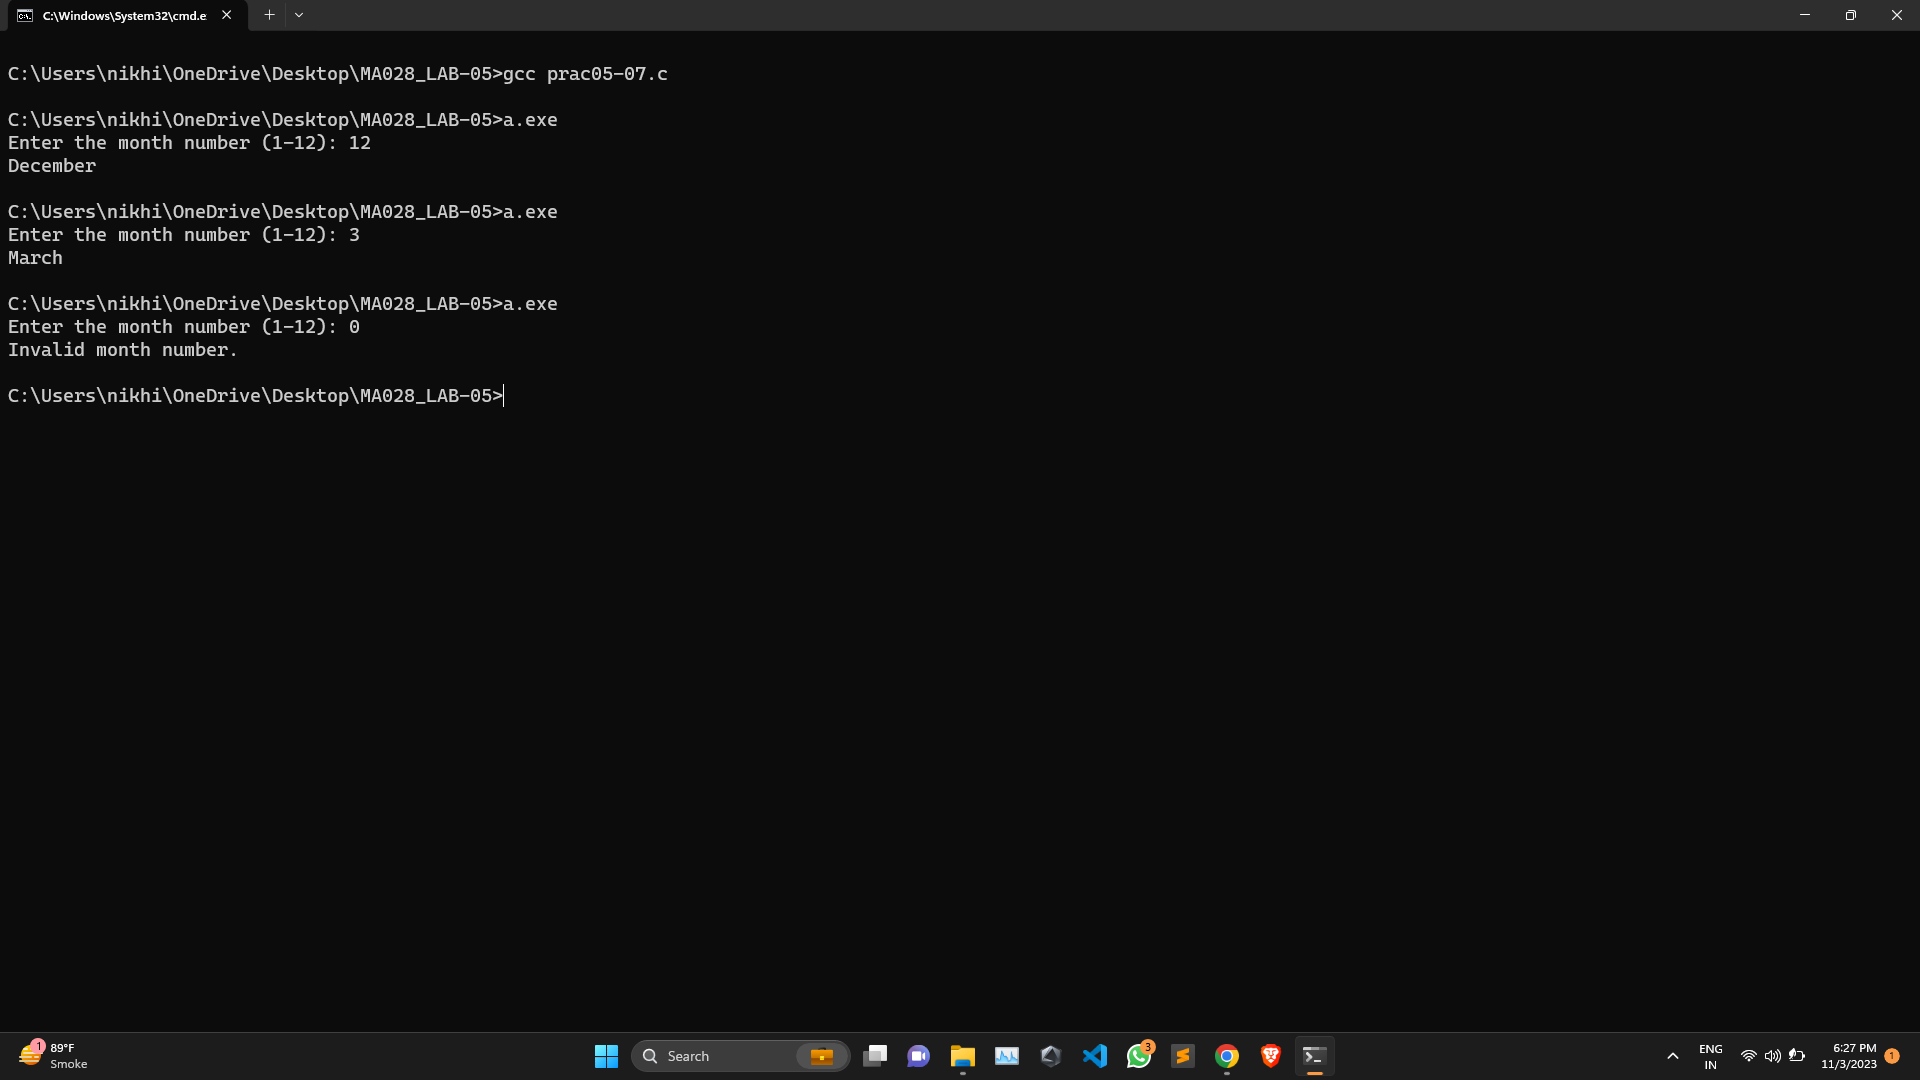 C:\Windows\System32\cmd.e
C:\Users\nikhi\OneDrive\Desktop\MA028_LAB-05>gcc prac05-07.c
C:\Users\nikhi\OneDrive\Desktop\MA028_LAB-05>a.exe
Enter the month number (1-12): 12
December
C:\Users\nikhi\OneDrive\Desktop\MA028_LAB-05>a.exe
Enter the month number (1-12): 3
March
C:\Users\nikhi\OneDrive\Desktop\MA028_LAB-05>a.exe
Enter the month number (1-12): 0
Invalid month number.
C:\Users\nikhi\OneDrive\Desktop\MA028_LAB-05>
1
89°F
Smoke
Search
3
ENG
IN
6:27 PM
11/3/2023
1